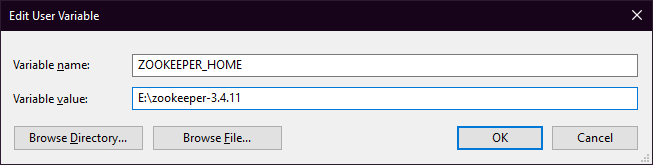 Edit User Variable
Variable name: ZOOKEEPER_HOME
Variable value: E:\zookeeper-3.4.11
Browse Directory... Browse File... OK Cancel